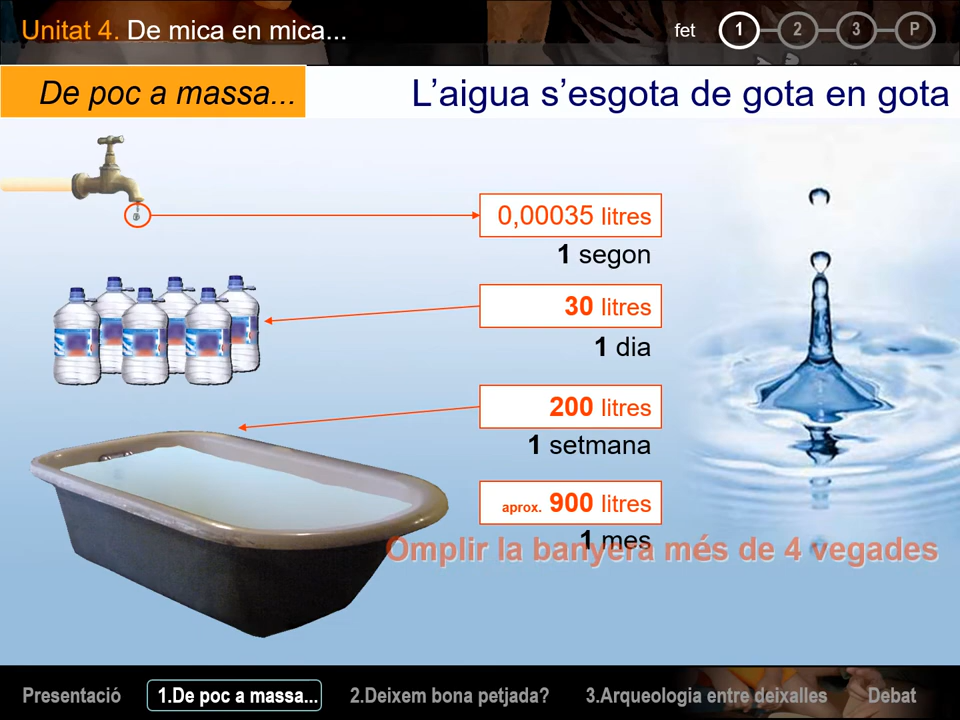 Unitat 4. De mica en mica...
fet 1 2 3 P
De poc a massa...
L’aigua s’esgota de gota en gota
0,00035 litres
1 segon
30 litres
1 dia
200 litres
1 setmana
aprox. 900 litres
1 mes
Omplir la banyera més de 4 vegades
Presentació 1.De poc a massa... 2.Deixem bona petjada? 3.Arqueologia entre deixalles Debat